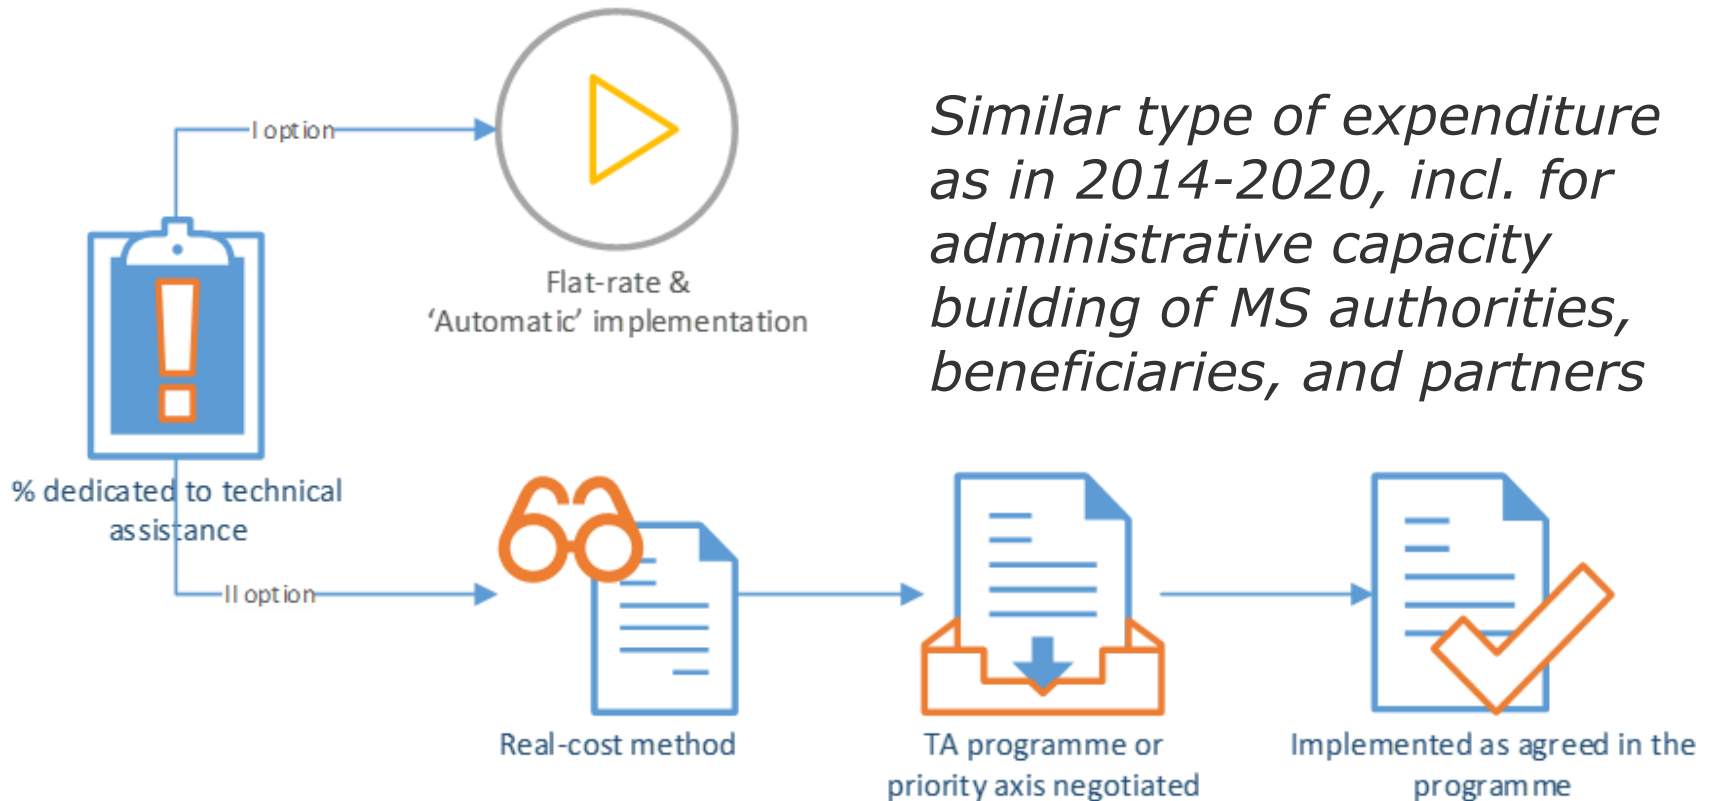 I option
Flat-rate &
‘Automatic’ implementation
Similar type of expenditure
as in 2014-2020, incl. for
administrative capacity
building of MS authorities,
beneficiaries, and partners
% dedicated to technical
assistance
II option
Real-cost method
TA programme or
priority axis negotiated
Implemented as agreed in the
programme